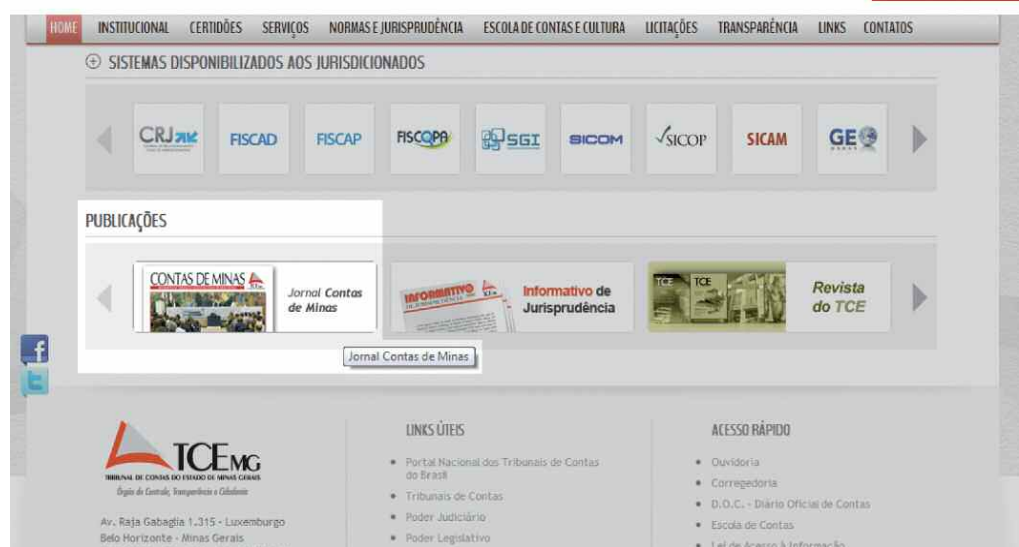 HOME INSTITUCIONAL CERTIDÕES SERVIÇOS NORMAS E JURISPRUDÊNCIA ESCOLA DE CONTAS E CULTURA LICITAÇÕES TRANSPARÊNCIA LINKS CONTATOS
SISTEMAS DISPONIBILIZADOS AOS JURISDICIONADOS
CRJ FISCAD FISCAP FISCOPA SGI SICOM SICOP SICAM GEO
PUBLICAÇÕES
CONTAS DE MINAS
Jornal Contas
de Minas
INFORMATIVO
Informativo de
Jurisprudência
TCE TCE
Revista
do TCE
Jornal Contas de Minas
f
t
TCEMG
TRIBUNAL DE CONTAS DO ESTADO DE MINAS GERAIS
Órgão de Controle, Transparência e Cidadania
Av. Raja Gabaglia 1.315 - Luxemburgo
Belo Horizonte - Minas Gerais
LINKS ÚTEIS
Portal Nacional dos Tribunais de Contas
do Brasil
Tribunais de Contas
Poder Judiciário
Poder Legislativo
ACESSO RÁPIDO
Ouvidoria
Corregedoria
D.O.C. - Diário Oficial de Contas
Escola de Contas
Lei de Acesso à Informação